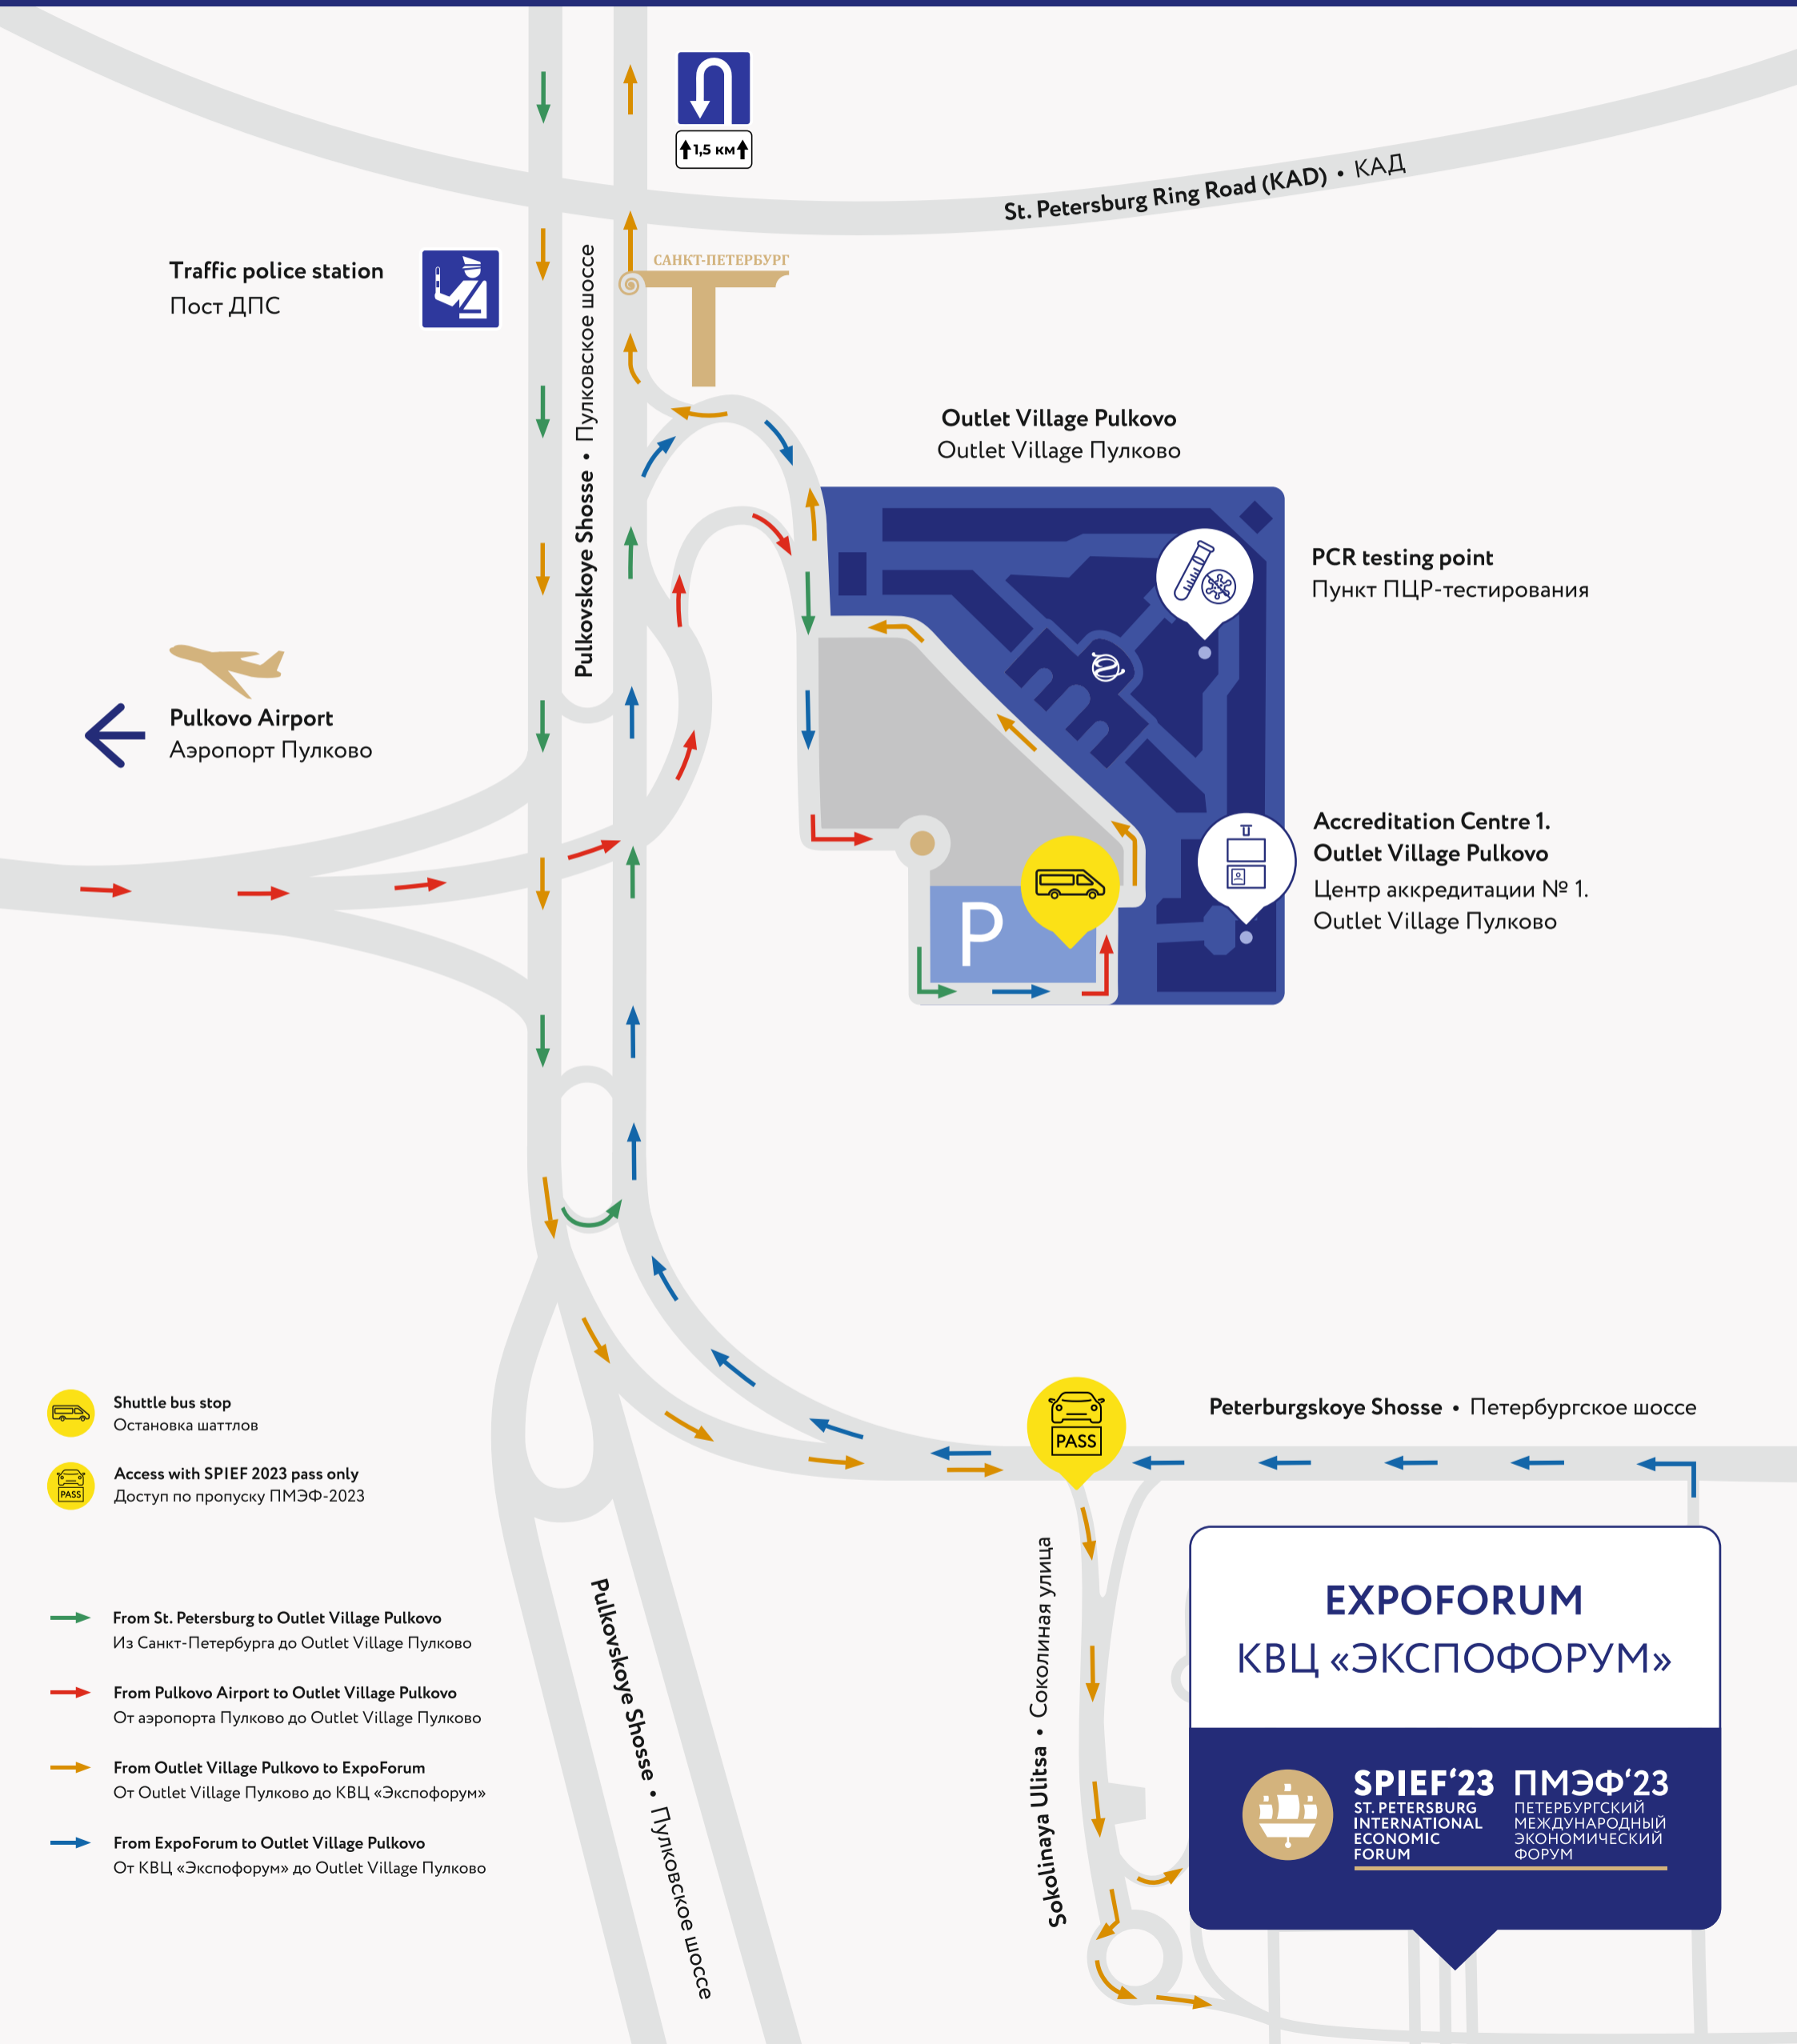 1,5 км
St. Petersburg Ring Road (KAD) • КАД
САНКТ-ПЕТЕРБУРГ
Traffic police station
Пост ДПС
Pulkovskoye Shosse • Пулковское шоссе
Outlet Village Pulkovo
Outlet Village Пулково
PCR testing point
Пункт ПЦР-тестирования
Pulkovo Airport
Аэропорт Пулково
Accreditation Centre 1.
Outlet Village Pulkovo
Центр аккредитации № 1.
Outlet Village Пулково
P
PASS
Peterburgskoye Shosse • Петербургское шоссе
Shuttle bus stop
Остановка шаттлов
PASS
Access with SPIEF 2023 pass only
Доступ по пропуску ПМЭФ-2023
From St. Petersburg to Outlet Village Pulkovo
Из Санкт-Петербурга до Outlet Village Пулково
From Pulkovo Airport to Outlet Village Pulkovo
От аэропорта Пулково до Outlet Village Пулково
From Outlet Village Pulkovo to ExpoForum
От Outlet Village Пулково до КВЦ «Экспофорум»
From ExpoForum to Outlet Village Pulkovo
От КВЦ «Экспофорум» до Outlet Village Пулково
Pulkovskoye Shosse • Пулковское шоссе
Sokolinaya Ulitsa • Соколиная улица
EXPOFORUM
КВЦ «ЭКСПОФОРУМ»
SPIEF‘23
ST. PETERSBURG
INTERNATIONAL
ECONOMIC
FORUM
ПМЭФ‘23
ПЕТЕРБУРГСКИЙ
МЕЖДУНАРОДНЫЙ
ЭКОНОМИЧЕСКИЙ
ФОРУМ